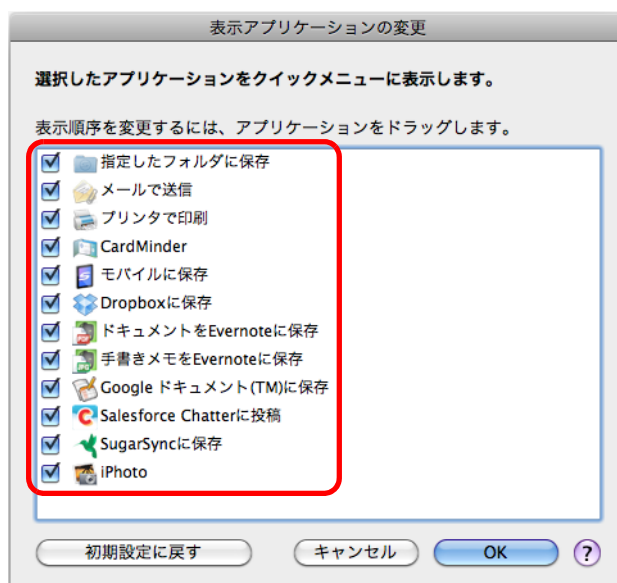 表示アプリケーションの変更
選択したアプリケーションをクイックメニューに表示します。
表示順序を変更するには、アプリケーションをドラッグします。
指定したフォルダに保存
メールで送信
プリンタで印刷
CardMinder
モバイルに保存
Dropboxに保存
ドキュメントをEvernoteに保存
手書きメモをEvernoteに保存
Google ドキュメント(TM)に保存
Salesforce Chatterに投稿
SugarSyncに保存
iPhoto
初期設定に戻す キャンセル OK ?